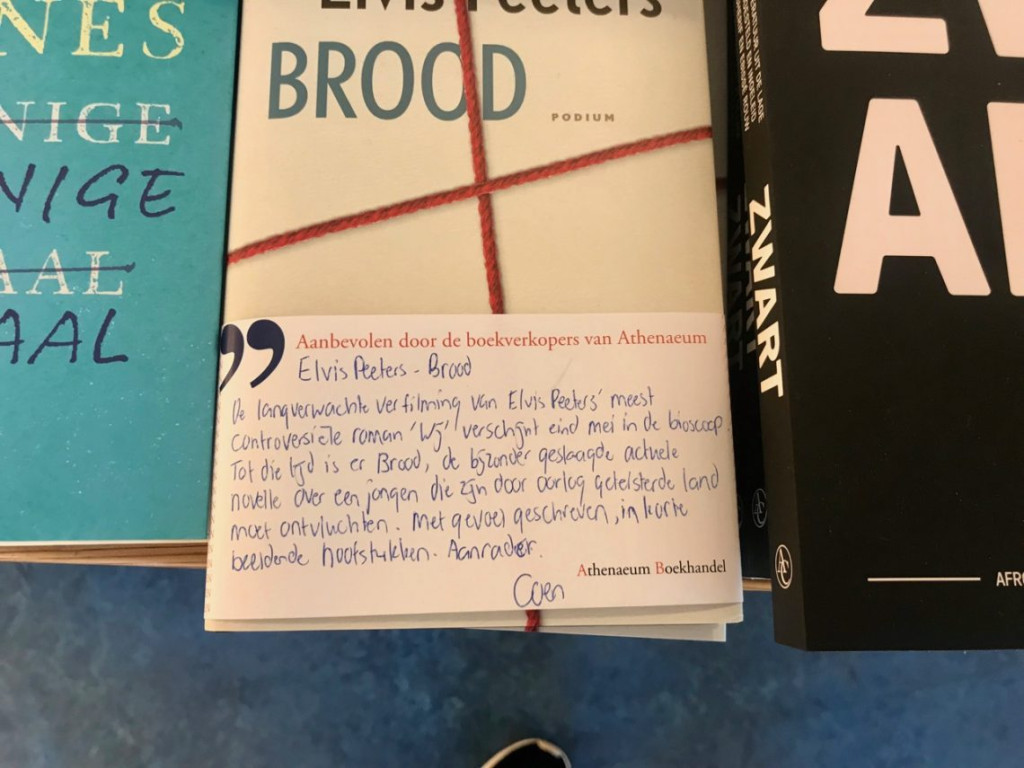 NES
NIGE
NIGE
AAL
AAL
Elvis Peeters
BROOD
PODIUM
Aanbevolen door de boekverkopers van Athenaeum
Elvis Peeters - Brood
De langverwachte verfilming van Elvis Peeters' meest
controversiële roman 'Wij' verschijnt eind mei in de bioscoop.
Tot die tijd is er Brood, de bijzonder geslaagde actuele
novelle over een jongen die zijn door oorlog geteisterde land
moet ontvluchten. Met gevoel geschreven, in korte
beeldende hoofstukken. Aanrader.
Athenaeum Boekhandel
Coen
ZWART
AFRO